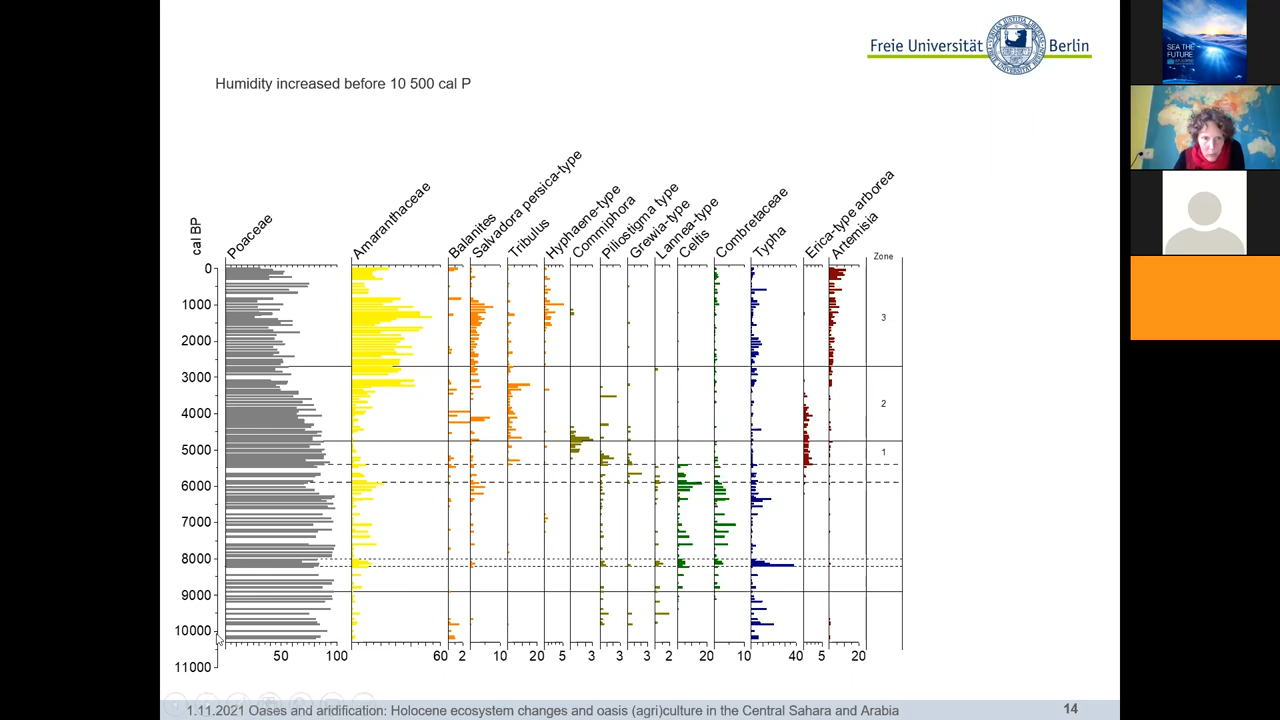 Freie Universität Berlin
Humidity increased before 10 500 cal P
SEA THE
FUTURE
cal BP
Poaceae
Amaranthaceae
Balanites
Salvadora persica-type
Tribulus
Hyphaene-type
Commiphora
Piliostigma type
Grewia-type
Lannea-type
Celtis
Combretaceae
Typha
Erica-type arborea
Artemisia
Zone
0
1000
3
2000
3000
2
4000
5000
1
6000
7000
8000
9000
10000
11000
50 100 60 2 10 20 5 3 3 3 2 20 10 40 5 20
1.11.2021 Oases and aridification: Holocene ecosystem changes and oasis (agri)culture in the Central Sahara and Arabia
14